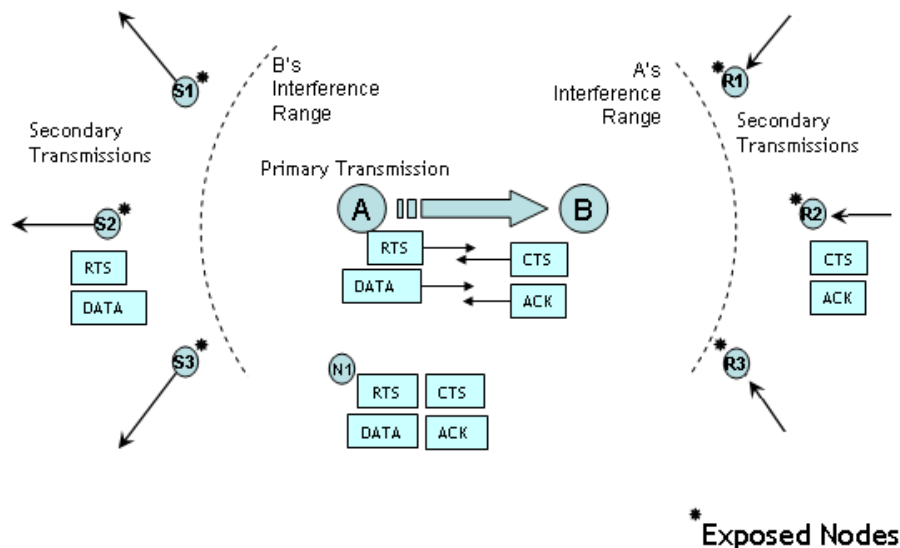 S1*
B's
Interference
Range
A's
Interference
Range
*R1
Secondary
Transmissions
Secondary
Transmissions
Primary Transmission
S2*
A
B
*R2
RTS
DATA
RTS
CTS
DATA
ACK
CTS
ACK
S3*
*R3
N1
RTS
CTS
DATA
ACK
*Exposed Nodes